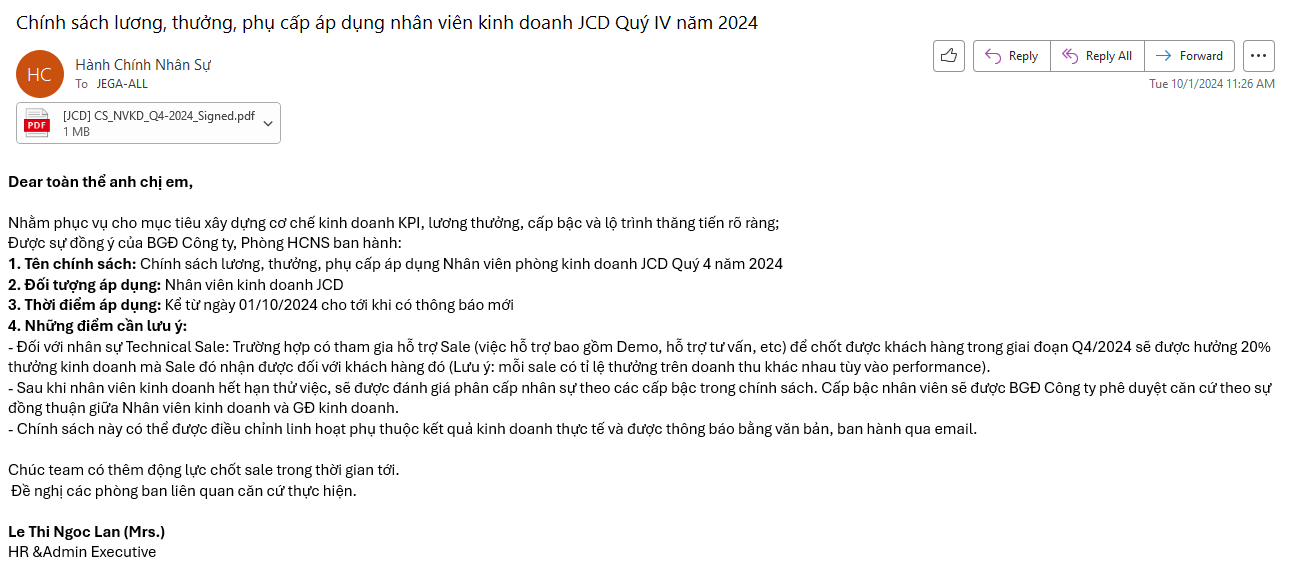 Chính sách lương, thưởng, phụ cấp áp dụng nhân viên kinh doanh JCD Quý IV năm 2024
HC
Hành Chính Nhân Sự
To JEGA-ALL
Reply
Reply All
Forward
Tue 10/1/2024 11:26 AM
PDF
[JCD] CS_NVKD_Q4-2024_Signed.pdf
1 MB
Dear toàn thể anh chị em,
Nhằm phục vụ cho mục tiêu xây dựng cơ chế kinh doanh KPI, lương thưởng, cấp bậc và lộ trình thăng tiến rõ ràng;
Được sự đồng ý của BGĐ Công ty, Phòng HCNS ban hành:
1. Tên chính sách: Chính sách lương, thưởng, phụ cấp áp dụng Nhân viên phòng kinh doanh JCD Quý 4 năm 2024
2. Đối tượng áp dụng: Nhân viên kinh doanh JCD
3. Thời điểm áp dụng: Kể từ ngày 01/10/2024 cho tới khi có thông báo mới
4. Những điểm cần lưu ý:
- Đối với nhân sự Technical Sale: Trường hợp có tham gia hỗ trợ Sale (việc hỗ trợ bao gồm Demo, hỗ trợ tư vấn, etc) để chốt được khách hàng trong giai đoạn Q4/2024 sẽ được hưởng 20%
thưởng kinh doanh mà Sale đó nhận được đối với khách hàng đó (Lưu ý: mỗi sale có tỉ lệ thưởng trên doanh thu khác nhau tùy vào performance).
- Sau khi nhân viên kinh doanh hết hạn thử việc, sẽ được đánh giá phân cấp nhân sự theo các cấp bậc trong chính sách. Cấp bậc nhân viên sẽ được BGĐ Công ty phê duyệt căn cứ theo sự
đồng thuận giữa Nhân viên kinh doanh và GĐ kinh doanh.
- Chính sách này có thể được điều chỉnh linh hoạt phụ thuộc kết quả kinh doanh thực tế và được thông báo bằng văn bản, ban hành qua email.
Chúc team có thêm động lực chốt sale trong thời gian tới.
Đề nghị các phòng ban liên quan căn cứ thực hiện.
Le Thi Ngoc Lan (Mrs.)
HR &Admin Executive